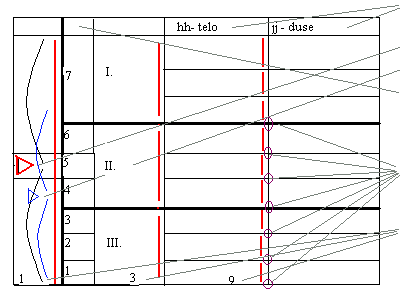 hh- telo jj - duse
7 I.
6
5 II.
4
3
2 III.
1
1 3 9